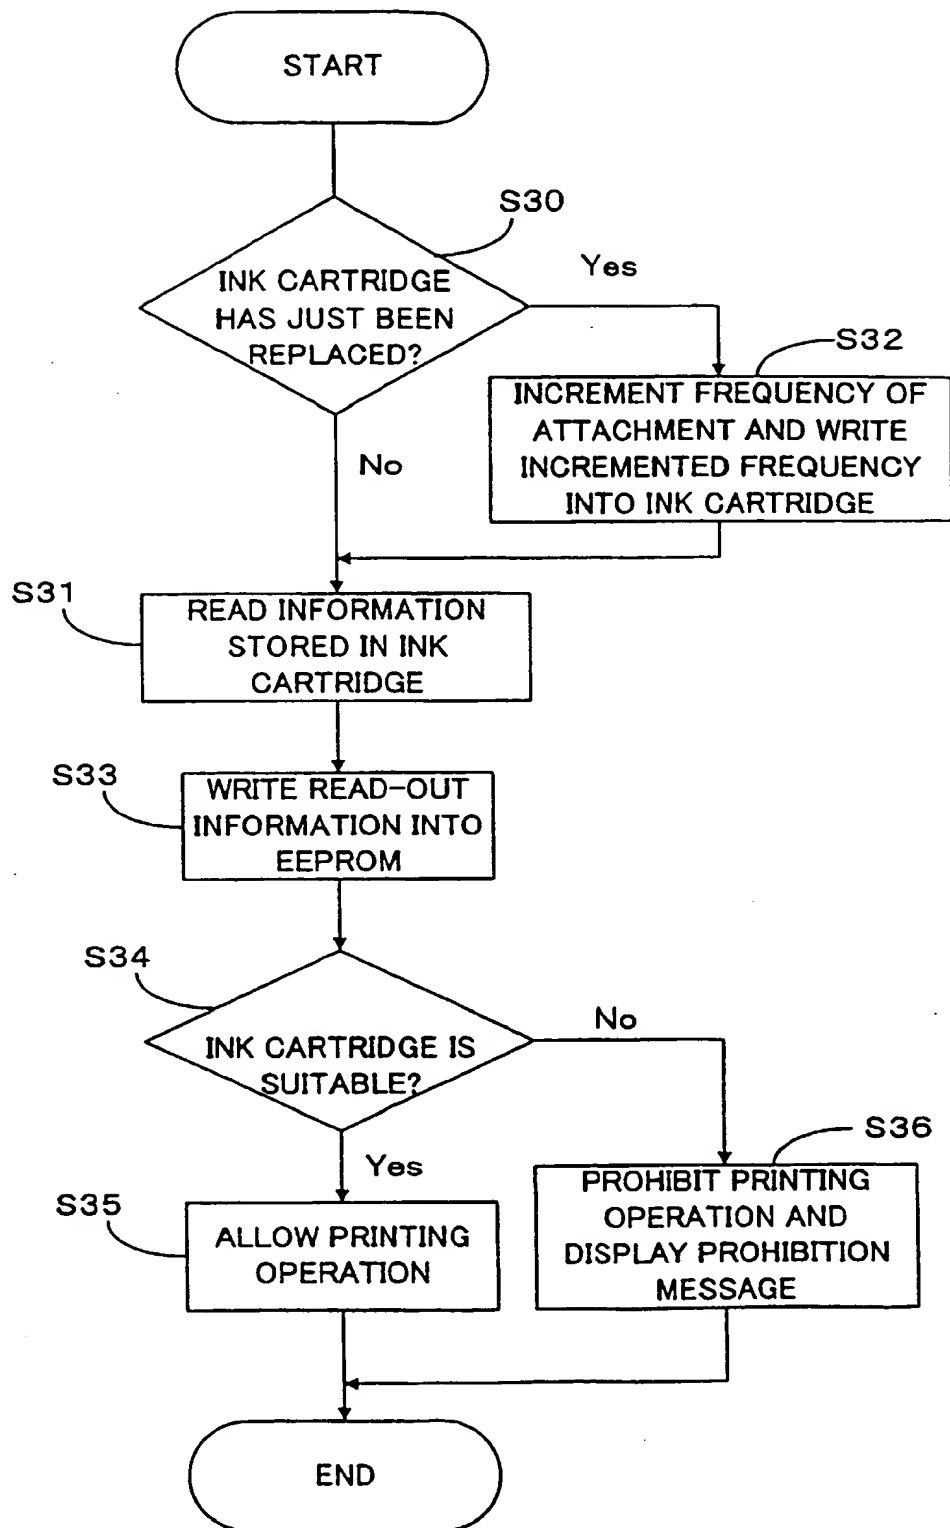 START
S30
INK CARTRIDGE
HAS JUST BEEN
REPLACED?
Yes
S32
INCREMENT FREQUENCY OF
ATTACHMENT AND WRITE
INCREMENTED FREQUENCY
INTO INK CARTRIDGE
No
S31
READ INFORMATION
STORED IN INK
CARTRIDGE
S33
WRITE READ-OUT
INFORMATION INTO
EEPROM
S34
INK CARTRIDGE IS
SUITABLE?
No
Yes
S36
PROHIBIT PRINTING
OPERATION AND
DISPLAY PROHIBITION
MESSAGE
S35
ALLOW PRINTING
OPERATION
END